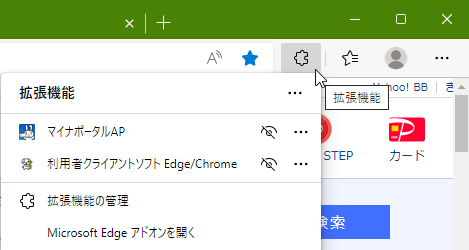 A»
Yahoo! BB
拡張機能
拡張機能
マイナポータルAP
STEP
カード
利用者クライアントソフト Edge/Chrome
拡張機能の管理
検索
Microsoft Edge アドオンを開く